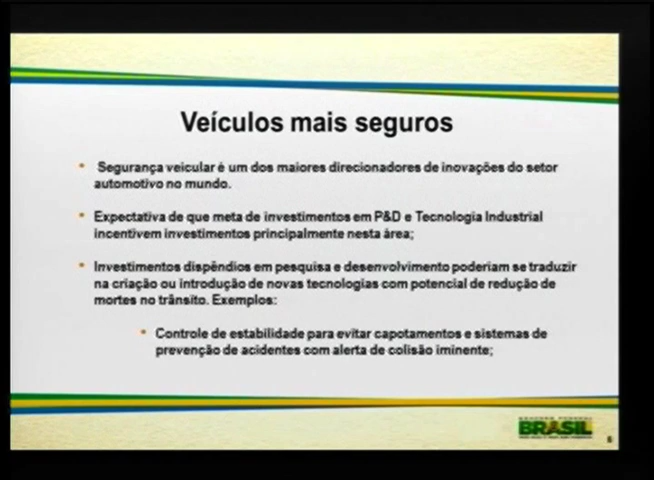 Veículos mais seguros
• Segurança veicular é um dos maiores direcionadores de inovações do setor
automotivo no mundo.
• Expectativa de que meta de investimentos em P&D e Tecnologia Industrial
incentivem investimentos principalmente nesta área;
• Investimentos dispêndios em pesquisa e desenvolvimento poderiam se traduzir
na criação ou introdução de novas tecnologias com potencial de redução de
mortes no trânsito. Exemplos:
• Controle de estabilidade para evitar capotamentos e sistemas de
prevenção de acidentes com alerta de colisão iminente;
BRASIL